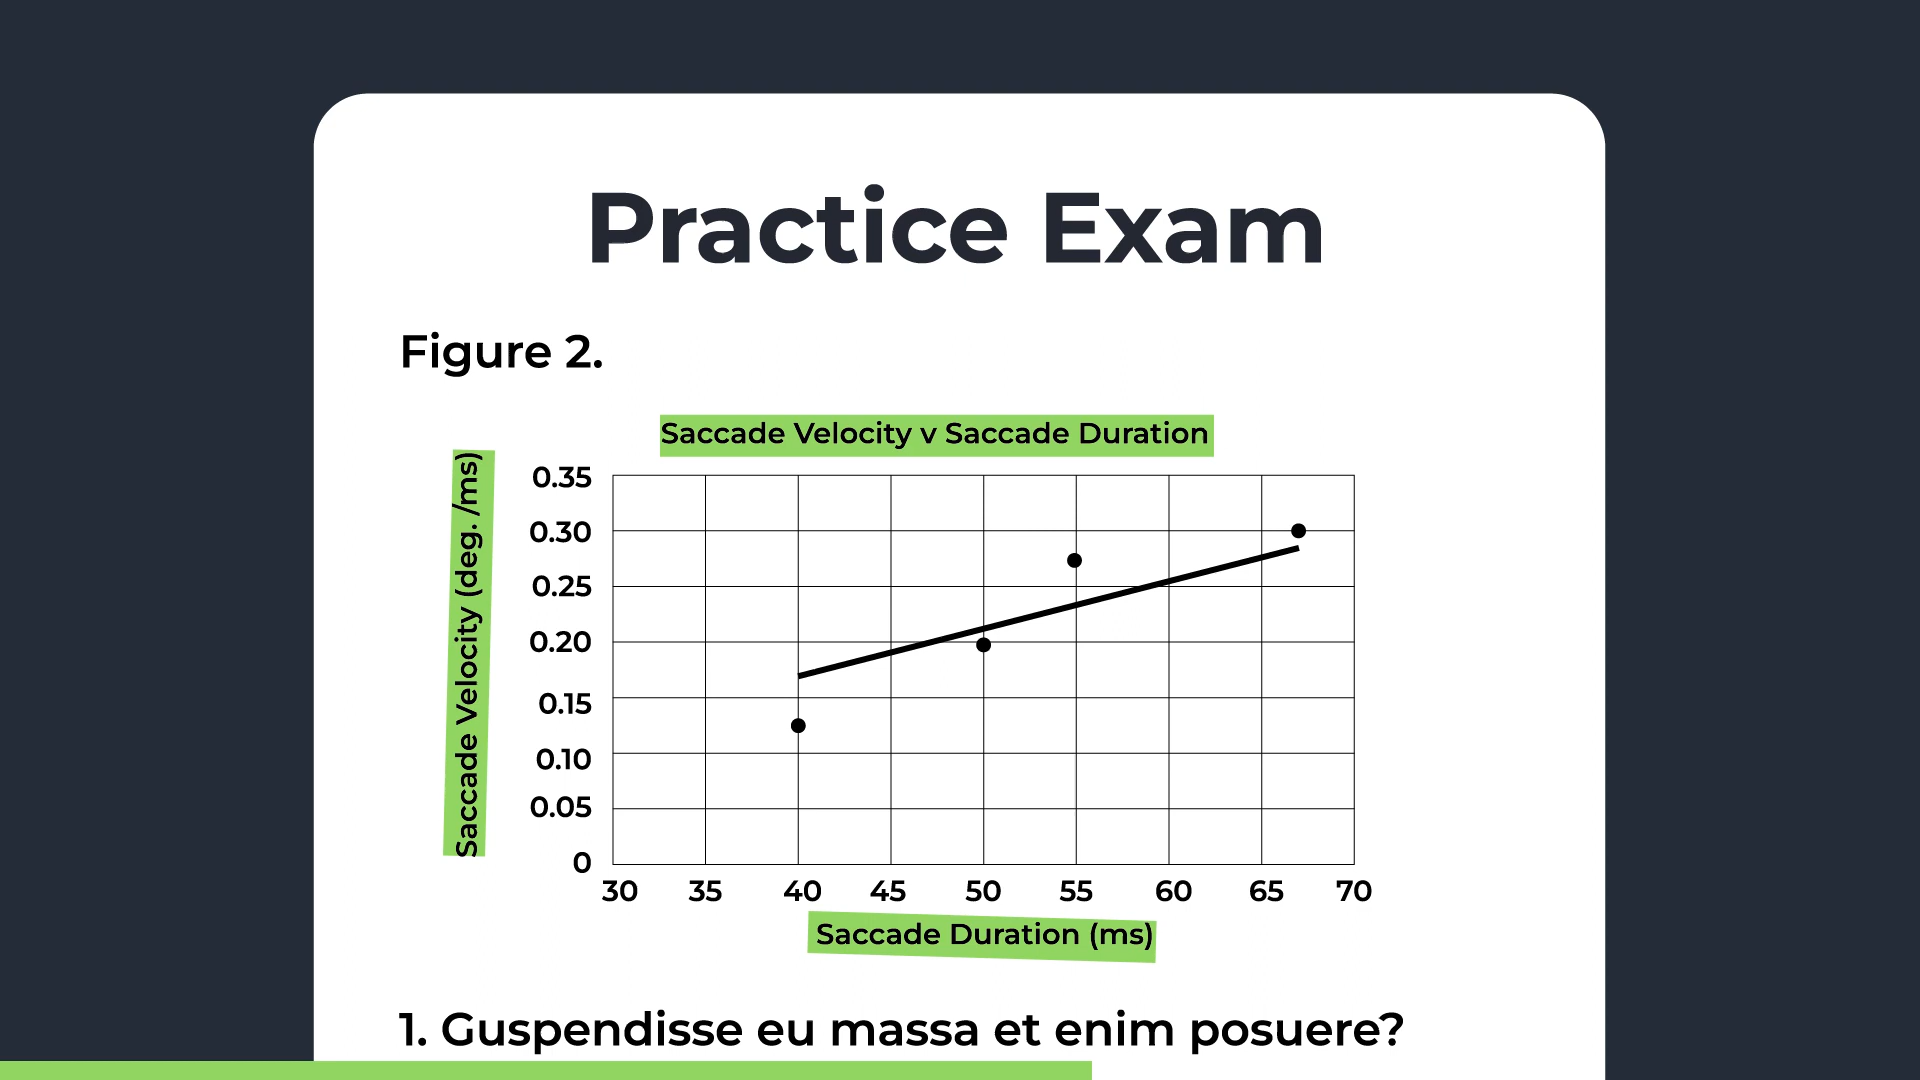 Practice Exam
Figure 2.
Saccade Velocity v Saccade Duration
Saccade Velocity (deg. /ms)
0.35
0.30
0.25
0.20
0.15
0.10
0.05
0
30 35 40 45 50 55 60 65 70
Saccade Duration (ms)
1. Guspendisse eu massa et enim posuere?